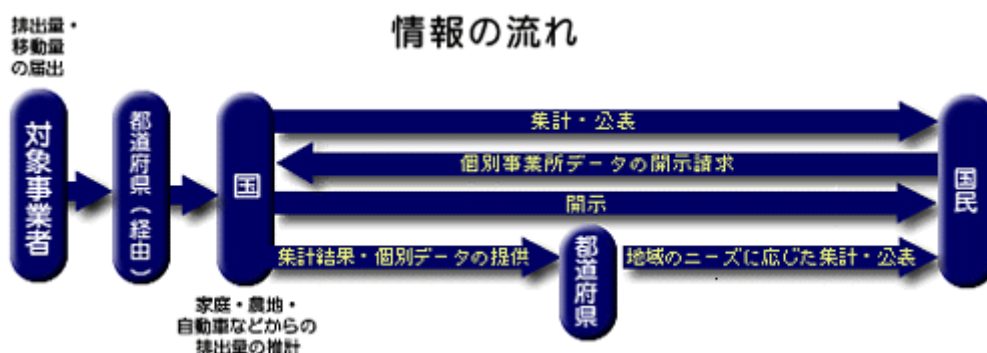 情報の流れ
排出量・
移動量
の届出
対象事業者
都道府県(経由)
国
集計・公表
個別事業所データの開示請求
開示
集計結果・個別データの提供
都道府県
地域のニーズに応じた集計・公表
国民
家庭・農地・
自動車などからの
排出量の推計